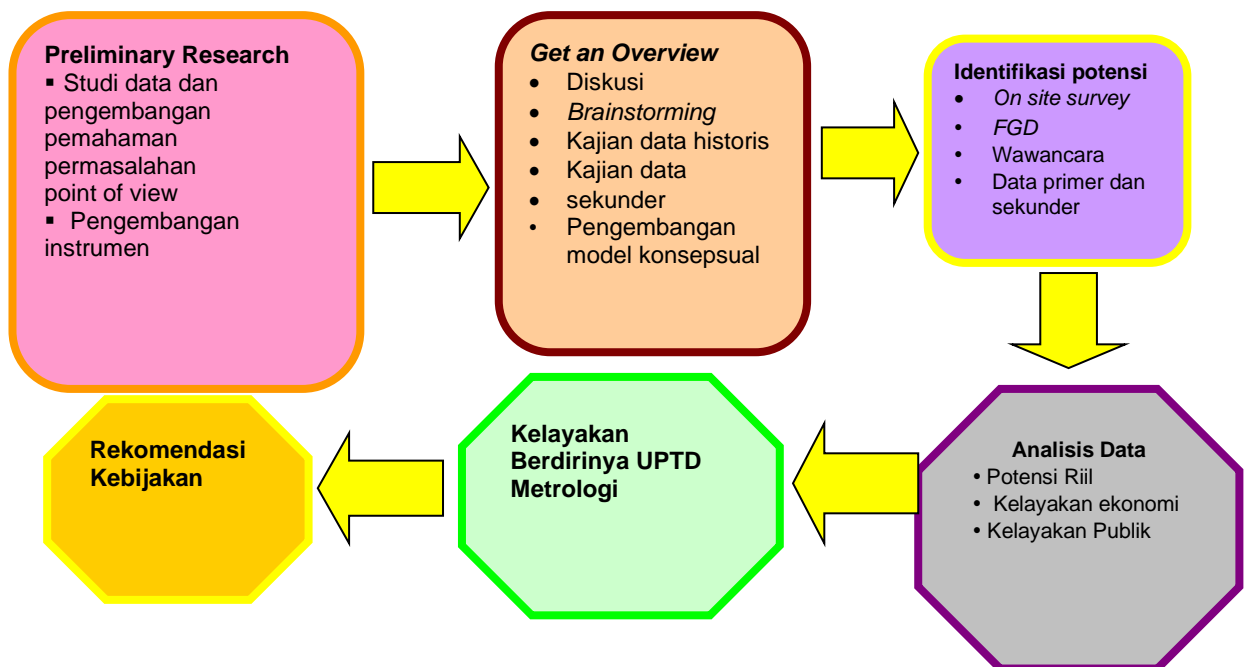 Preliminary Research
▪ Studi data dan
pengembangan
pemahaman
permasalahan
point of view
▪ Pengembangan
instrumen
Get an Overview
• Diskusi
• Brainstorming
• Kajian data historis
• Kajian data
• sekunder
• Pengembangan
model konsepsual
Identifikasi potensi
• On site survey
• FGD
• Wawancara
• Data primer dan
sekunder
Analisis Data
• Potensi Riil
• Kelayakan ekonomi
• Kelayakan Publik
Kelayakan
Berdirinya UPTD
Metrologi
Rekomendasi
Kebijakan